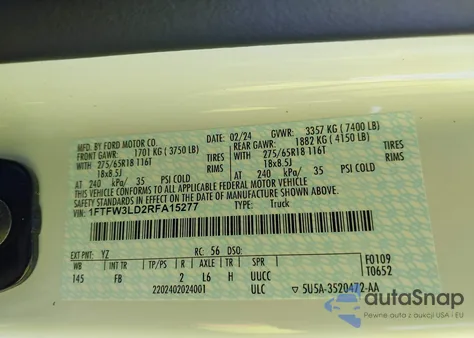 MFD. BY FORD MOTOR CO. 02/24 GVWR: 3357 KG (7400 LB)
FRONT GAWR: 1701 KG (3750 LB) REAR GAWR: 1882 KG (4150 LB)
WITH 275/65R18 116T TIRES WITH 275/65R18 116T TIRES
18x8.5J RIMS 18x8.5J RIMS
AT 240 kPa/ 35 PSI COLD AT 240 kPa/ 35 PSI COLD
THIS VEHICLE CONFORMS TO ALL APPLICABLE FEDERAL MOTOR VEHICLE
SAFETY STANDARDS IN EFFECT ON THE DATE OF MANUFACTURE SHOWN ABOVE.
VIN: 1FTFW3LD2RFA15277 TYPE: Truck
EXT PNT: YZ RC: 56 DSO: F0109
WB INT TR TP/PS R AXLE TR SPR T0652
145 FB 2 L6 H UUCC
2202402024001 ULC 5U5A-3520472-AA
autoSnap
Pewne auto z USA i EU